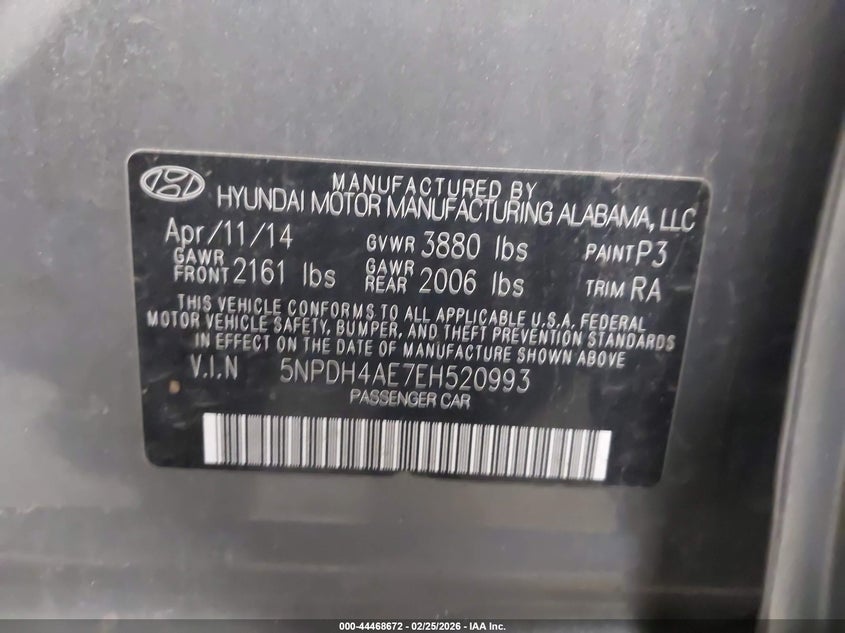 MANUFACTURED BY
HYUNDAI MOTOR MANUFACTURING ALABAMA, LLC
Apr/11/14 GVWR 3880 lbs PAINT P3
GAWR FRONT 2161 lbs GAWR REAR 2006 lbs TRIM RA
THIS VEHICLE CONFORMS TO ALL APPLICABLE U.S.A. FEDERAL
MOTOR VEHICLE SAFETY, BUMPER, AND THEFT PREVENTION STANDARDS
IN EFFECT ON THE DATE OF MANUFACTURE SHOWN ABOVE
V.I.N 5NPDH4AE7EH520993
PASSENGER CAR
000-44468672 / 02/25/2026 - IAA Inc.